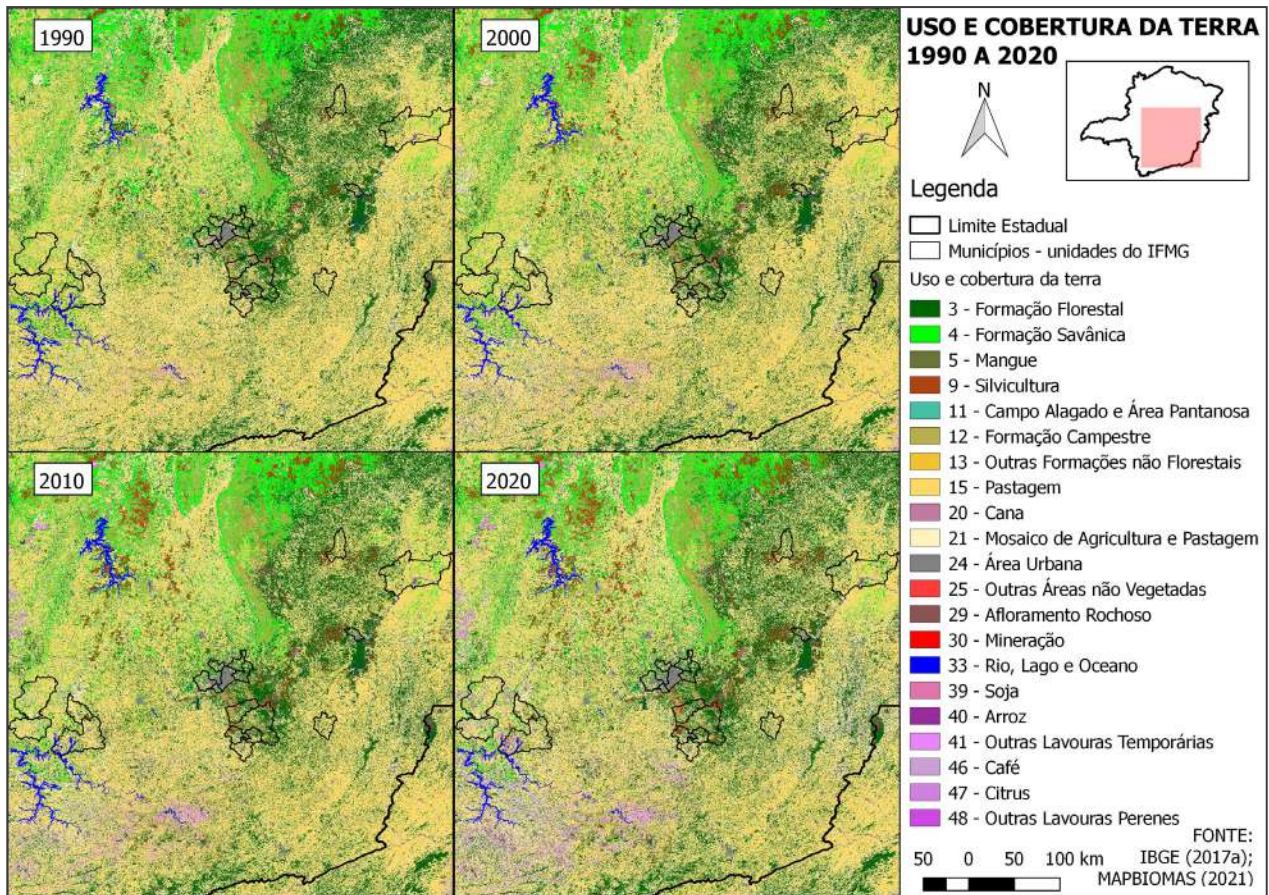 1990
2000
2010
2020
USO E COBERTURA DA TERRA
1990 A 2020
N
Legenda
Limite Estadual
Municípios - unidades do IFMG
Uso e cobertura da terra
3 - Formação Florestal
4 - Formação Savânica
5 - Mangue
9 - Silvicultura
11 - Campo Alagado e Área Pantanosa
12 - Formação Campestre
13 - Outras Formações não Florestais
15 - Pastagem
20 - Cana
21 - Mosaico de Agricultura e Pastagem
24 - Área Urbana
25 - Outras Áreas não Vegetadas
29 - Afloramento Rochoso
30 - Mineração
33 - Rio, Lago e Oceano
39 - Soja
40 - Arroz
41 - Outras Lavouras Temporárias
46 - Café
47 - Citrus
48 - Outras Lavouras Perenes
50 0 50 100 km
FONTE:
IBGE (2017a);
MAPBIOMAS (2021)